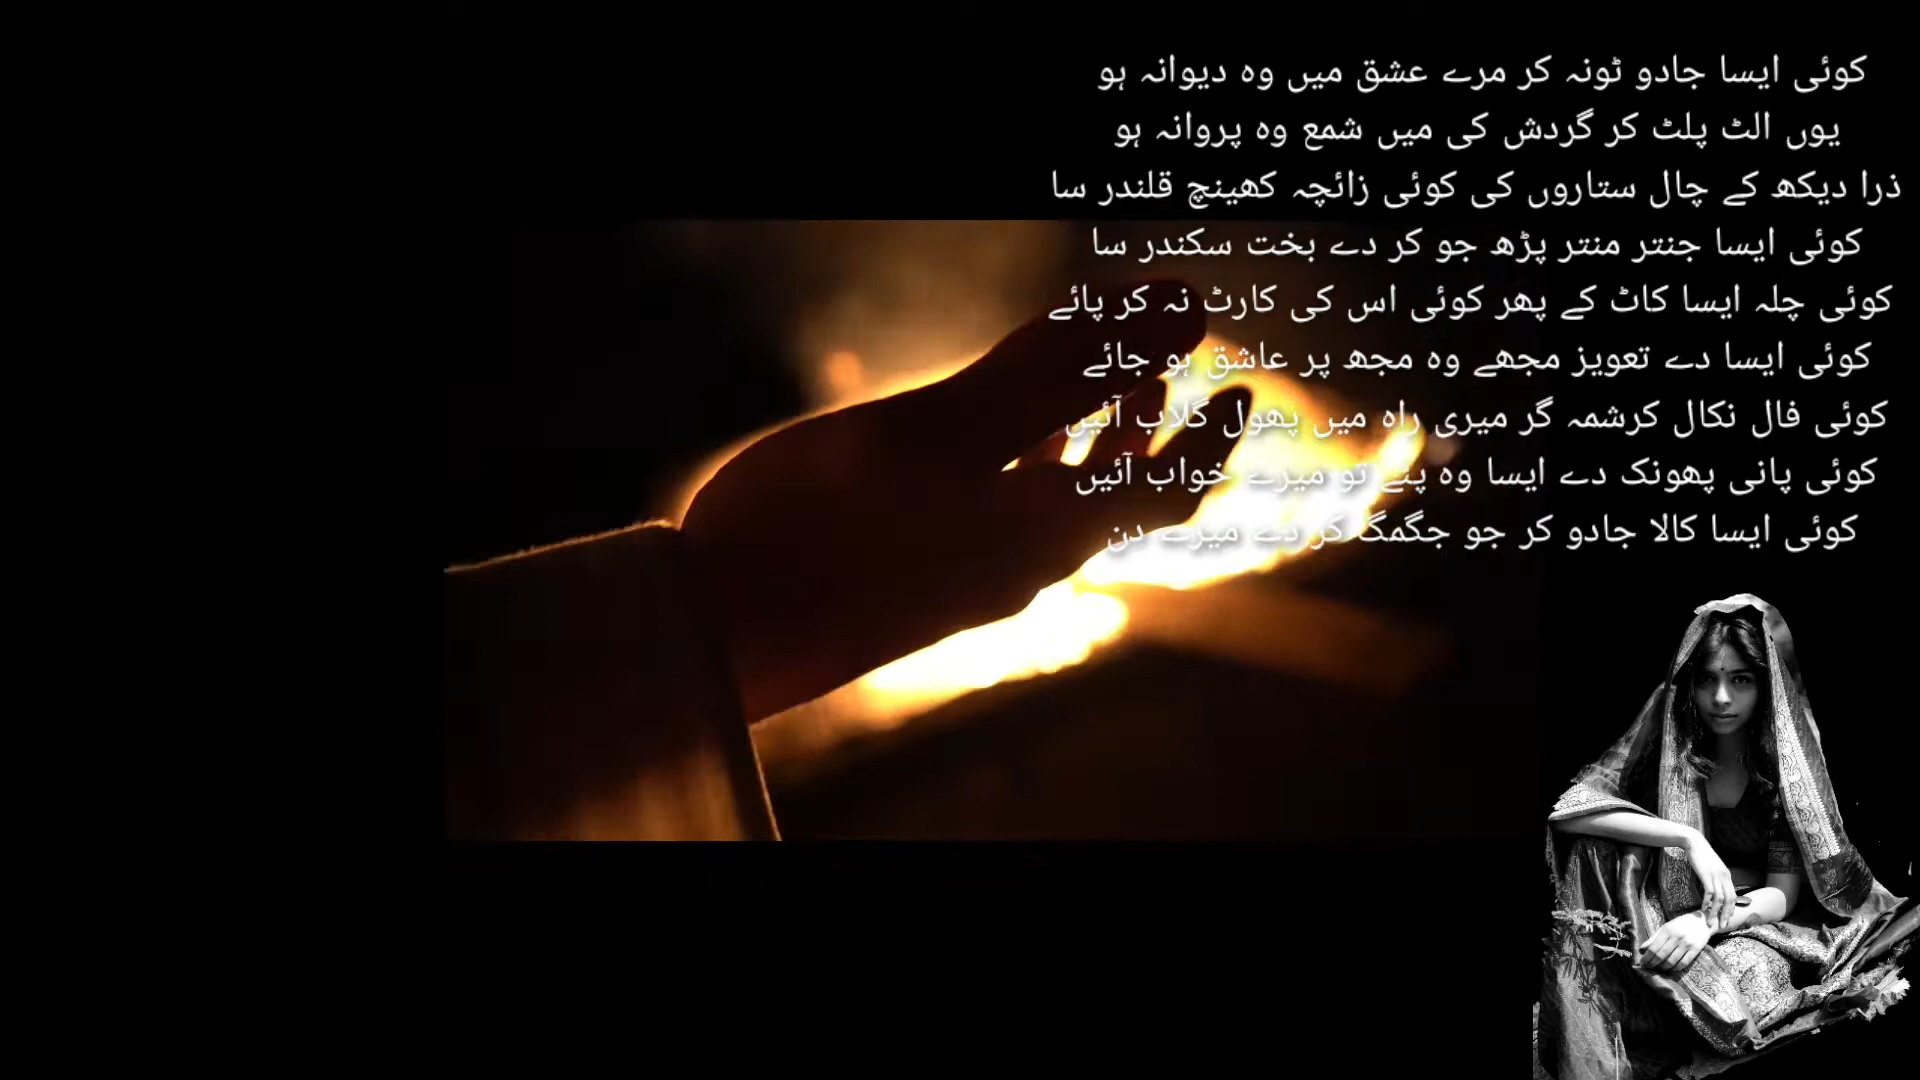 کوئی ایسا جادو ٹونہ کر مرے عشق میں وہ دیوانہ ہو
یوں الٹ پلٹ کر گردش کی میں شمع وہ پروانہ ہو
ذرا دیکھ کے چال ستاروں کی کوئی زائچہ کھینچ قلندر سا
کوئی ایسا جنتر منتر پڑھ جو کر دے بخت سکندر سا
کوئی چلہ ایسا کاٹ کے پھر کوئی اس کی کارٹ نہ کر پائے
کوئی ایسا دے تعویز مجھے وہ مجھ پر عاشق ہو جائے
کوئی فال نکال کرشمہ گر میری راہ میں پھول گلاب آئیں
کوئی پانی پھونک دے ایسا وہ پئے تو میرے خواب آئیں
کوئی ایسا کالا جادو کر جو جگمگ کر دے میرے دن